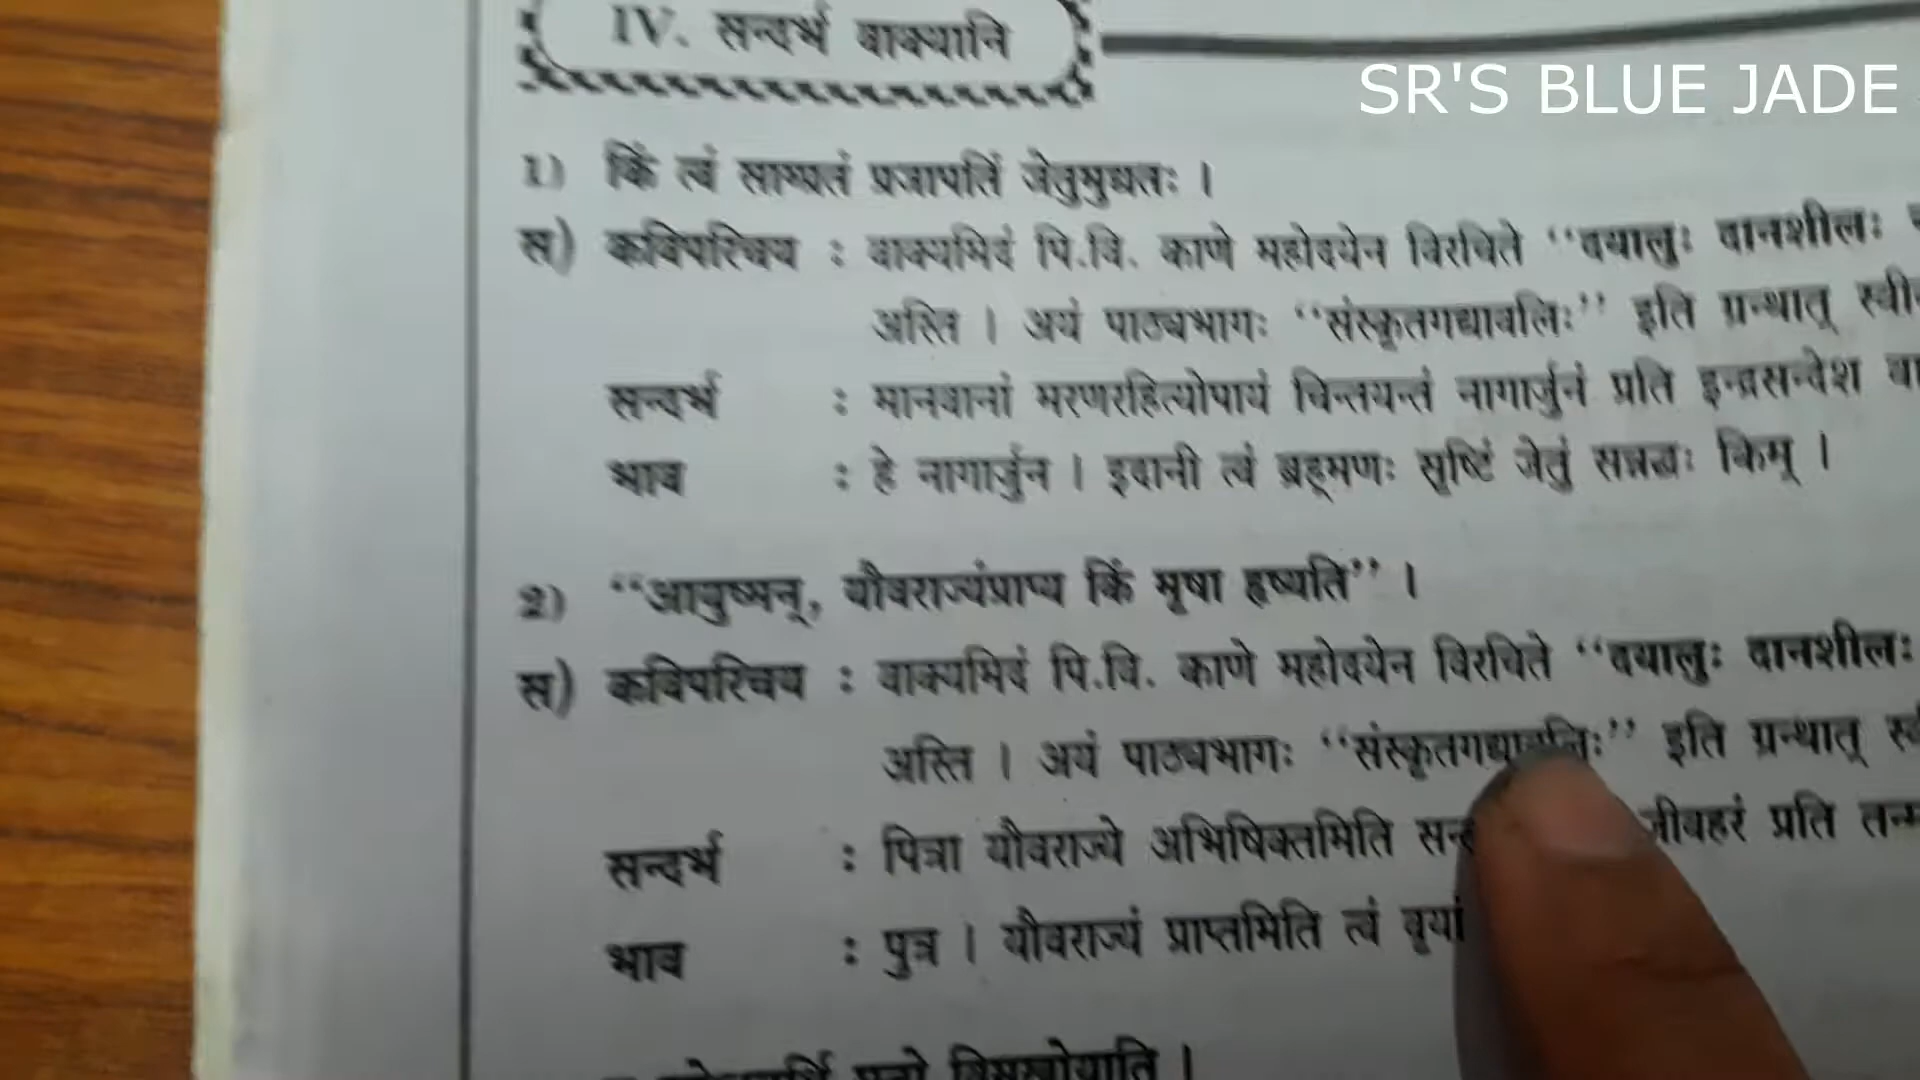 IV. सन्दर्भ वाक्यानि
SR'S BLUE JADE
1) किं त्वं साम्प्रतं प्रजापतिं जेतुमुद्यतः ।
स) कविपरिचय : वाक्यमिदं पि.वि. काणे महोदयेन विरचिते ‘‘दयालुः दानशीलः
अस्ति । अयं पाठ्यभागः ‘‘संस्कृतगद्यावलिः’’ इति ग्रन्थात्
सन्दर्भ : मानवानां मरणरहित्योपायं चिन्तयन्तं नागार्जुनं प्रति इन्द्रसन्देश
भाव : हे नागार्जुन । इदानी त्वं ब्रह्मणः सृष्टिं जेतुं सन्नद्धः किम् ।
2) ‘‘आयुष्मन्, यौवराज्यंप्राप्य किं मृषा हृष्यति’’ ।
स) कविपरिचय : वाक्यमिदं पि.वि. काणे महोदयेन विरचिते ‘‘दयालुः दानशीलः
अस्ति । अयं पाठ्यभागः ‘‘संस्कृतगद्यावलिः’’ इति ग्रन्थात्
सन्दर्भ : पित्रा यौवराज्ये अभिषिक्तमिति प्रति
भाव : पुत्र । यौवराज्यं प्राप्तमिति त्वं वृथा